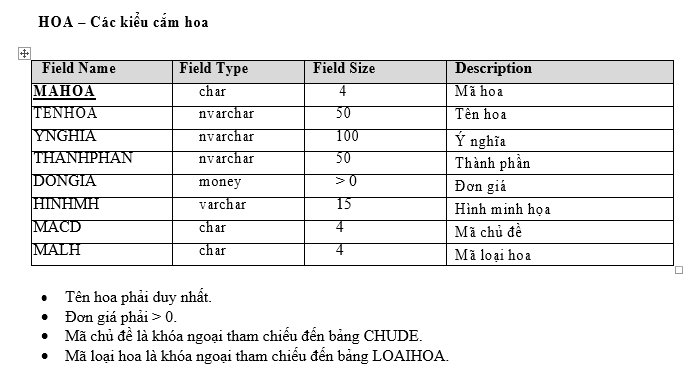 HOA – Các kiểu cắm hoa
Field Name Field Type Field Size Description
MAHOA char 4 Mã hoa
TENHOA nvarchar 50 Tên hoa
YNGHIA nvarchar 100 Ý nghĩa
THANHPHAN nvarchar 50 Thành phần
DONGIA money > 0 Đơn giá
HINHMH varchar 15 Hình minh họa
MACD char 4 Mã chủ đề
MALH char 4 Mã loại hoa
• Tên hoa phải duy nhất.
• Đơn giá phải > 0.
• Mã chủ đề là khóa ngoại tham chiếu đến bảng CHUDE.
• Mã loại hoa là khóa ngoại tham chiếu đến bảng LOAIHOA.